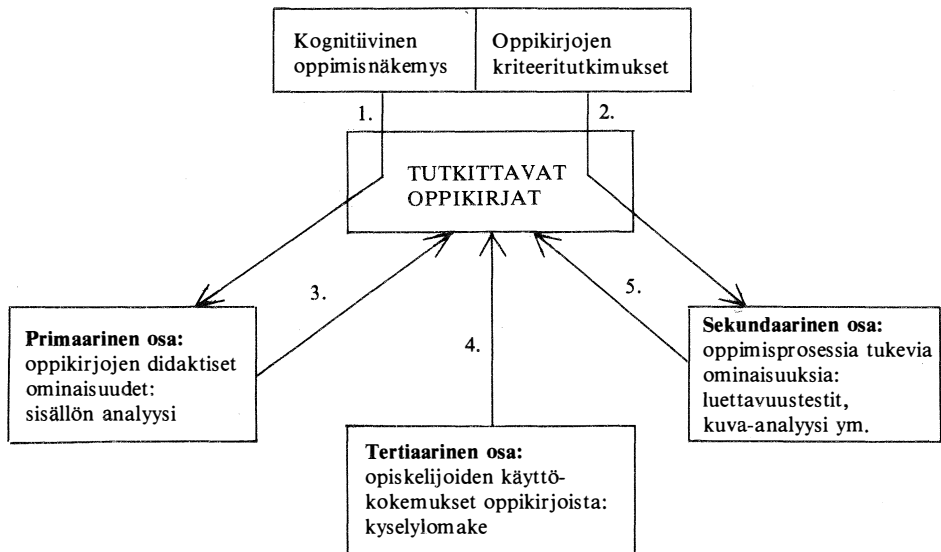 Kognitiivinen
oppimisnäkemys
Oppikirjojen
kriteeritutkimukset
1.
2.
TUTKITTAVAT
OPPIKIRJAT
3.
4.
5.
Primaarinen osa:
oppikirjojen didaktiset
ominaisuudet:
sisällön analyysi
Sekundaarinen osa:
oppimisprosessia tukevia
ominaisuuksia:
luettavuustestit,
kuva-analyysi ym.
Tertiaarinen osa:
opiskelijoiden käyttö-
kokemukset oppikirjoista:
kyselylomake